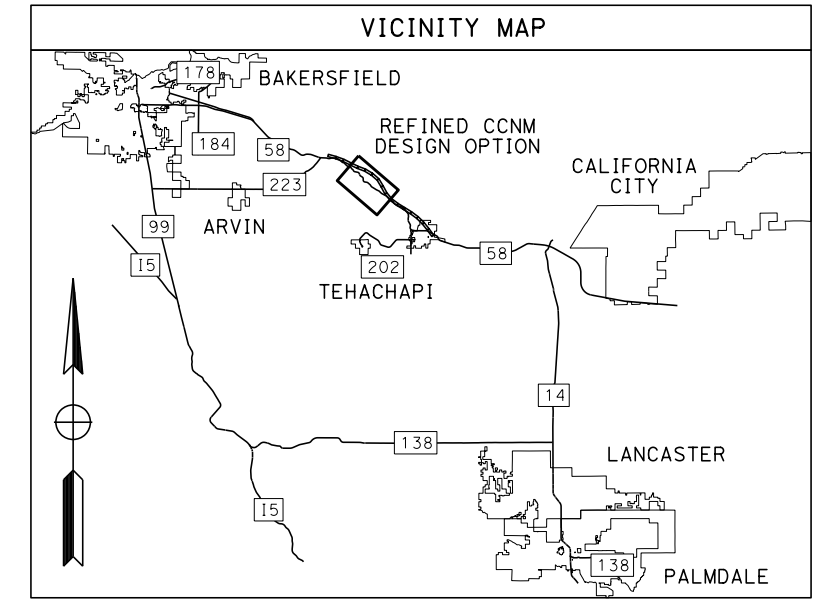 VICINITY MAP
178
BAKERSFIELD
184
58
REFINED CCNM
DESIGN OPTION
CALIFORNIA
CITY
223
99
ARVIN
I5
202
58
TEHACHAPI
14
138
LANCASTER
I5
138
PALMDALE